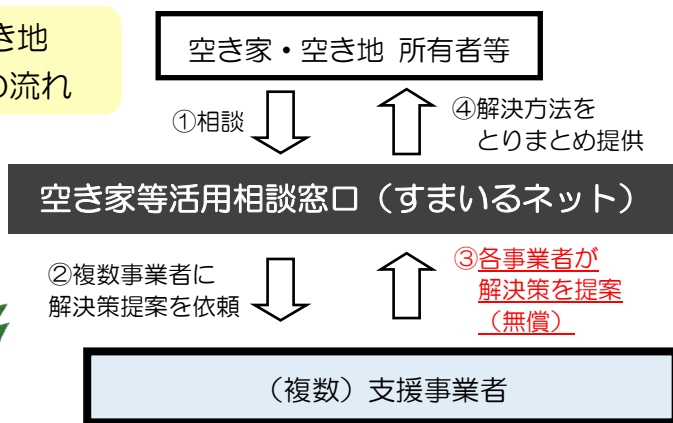 き地
の流れ
空き家・空き地 所有者等
①相談
④解決方法を
とりまとめ提供
空き家等活用相談窓口（すまいるネット）
②複数事業者に
解決策提案を依頼
③各事業者が
解決策を提案
（無償）
（複数）支援事業者